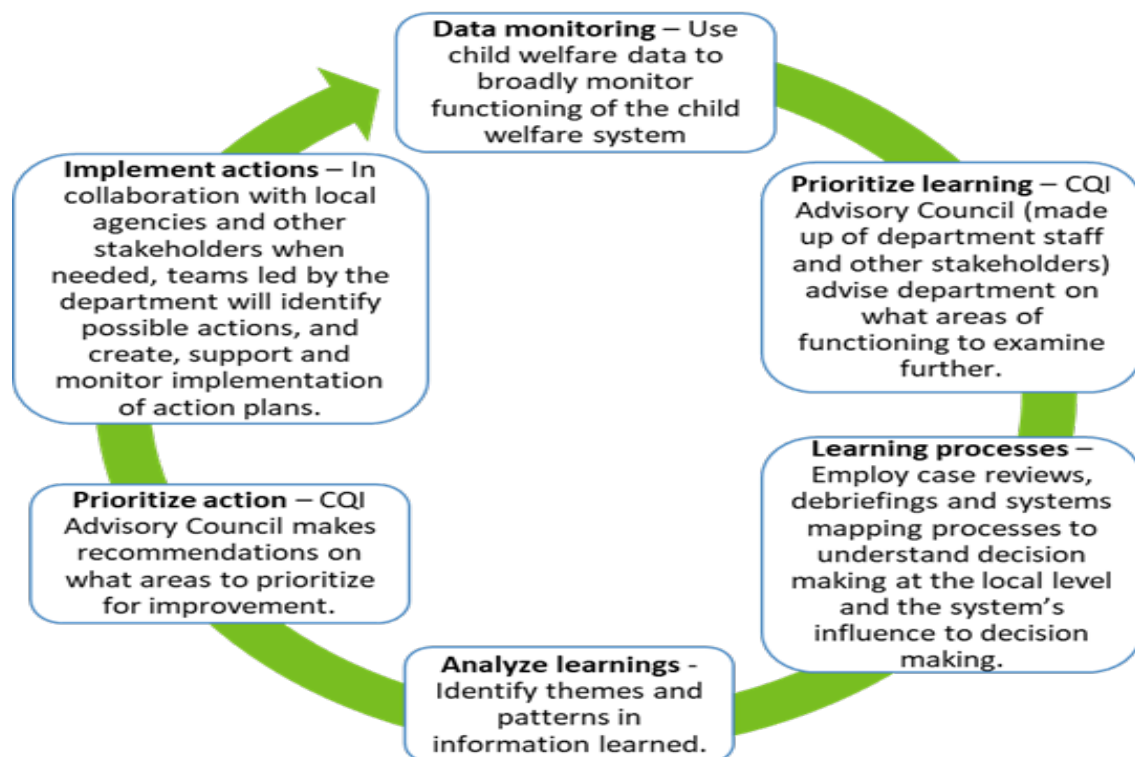 Data monitoring – Use
child welfare data to
broadly monitor
functioning of the child
welfare system
Prioritize learning – CQI
Advisory Council (made
up of department staff
and other stakeholders)
advise department on
what areas of
functioning to examine
further.
Learning processes –
Employ case reviews,
debriefings and systems
mapping processes to
understand decision
making at the local level
and the system’s
influence to decision
making.
Analyze learnings -
Identify themes and
patterns in
information learned.
Prioritize action – CQI
Advisory Council makes
recommendations on
what areas to prioritize
for improvement.
Implement actions – In
collaboration with local
agencies and other
stakeholders when
needed, teams led by the
department will identify
possible actions, and
create, support and
monitor implementation
of action plans.